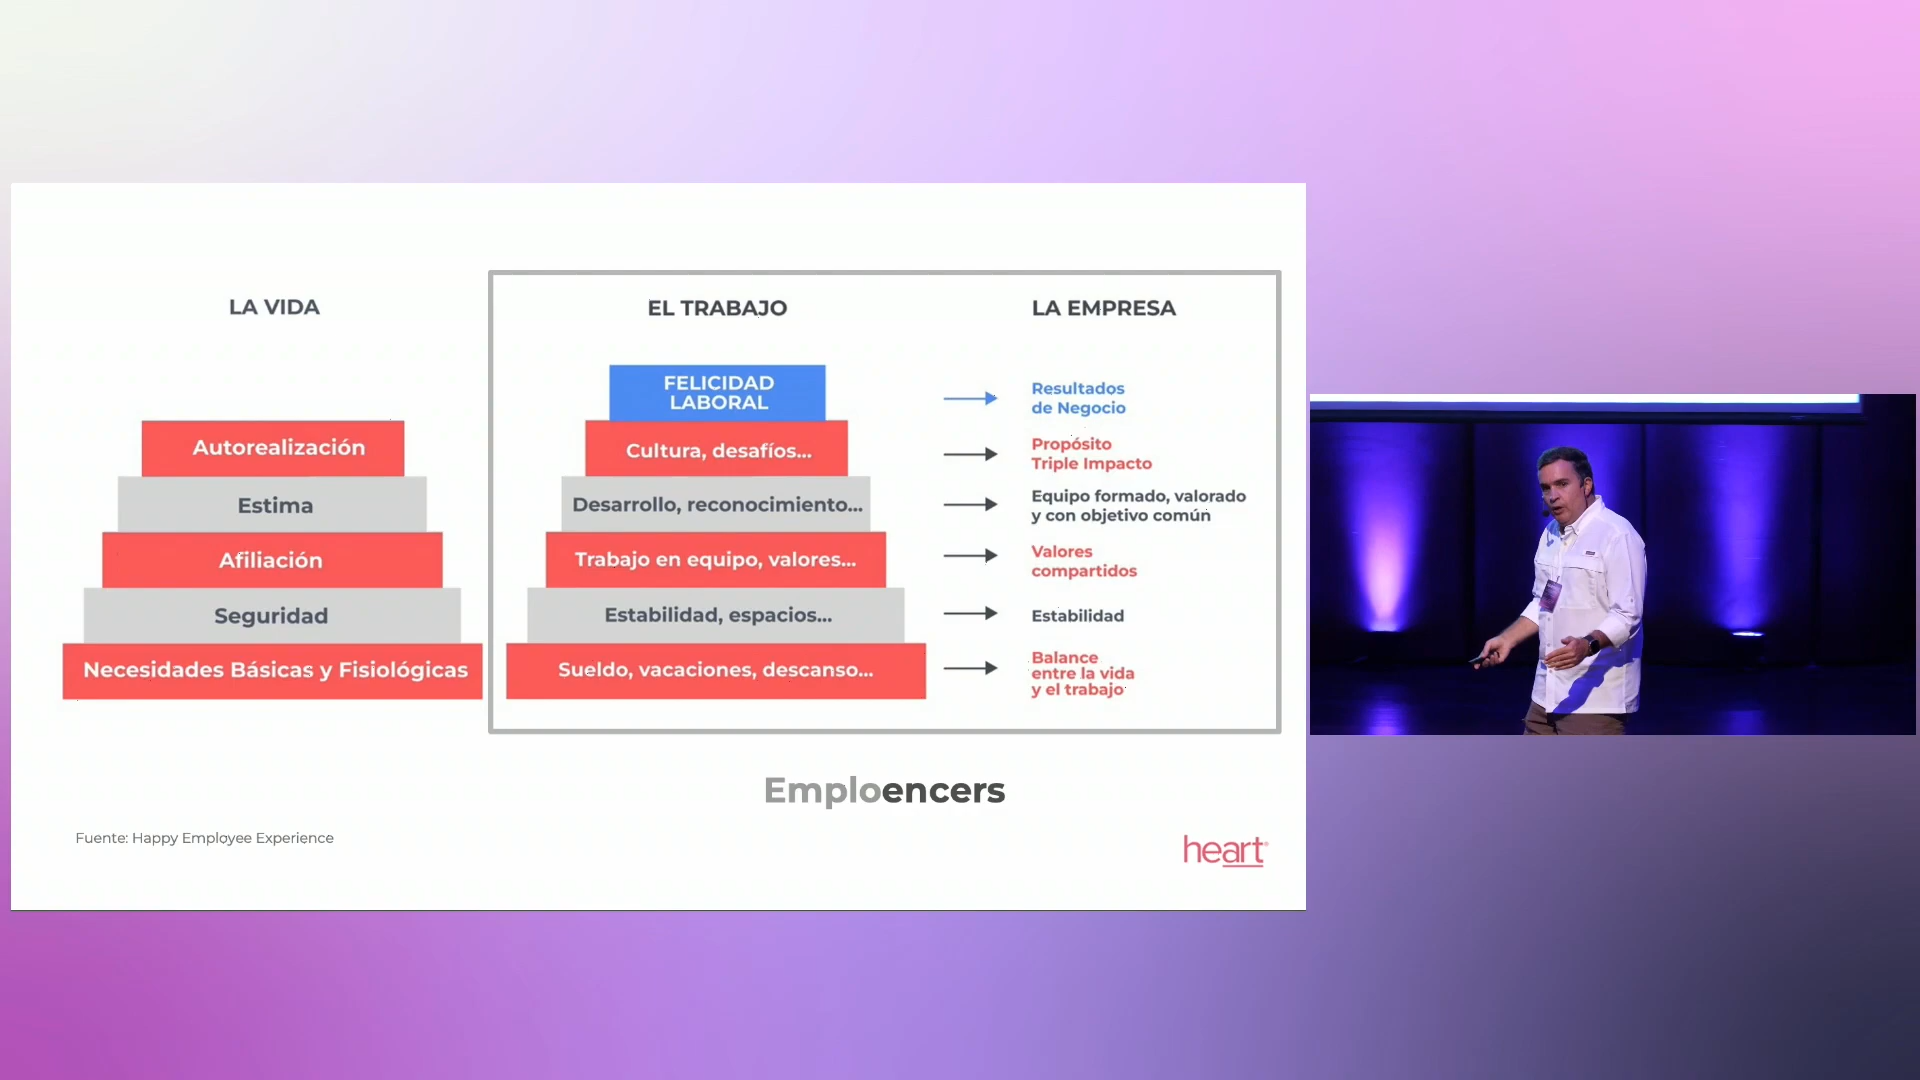 LA VIDA
Autorealización
Estima
Afiliación
Seguridad
Necesidades Básicas y Fisiológicas
EL TRABAJO
FELICIDAD
LABORAL
Cultura, desafíos...
Desarrollo, reconocimiento...
Trabajo en equipo, valores...
Estabilidad, espacios...
Sueldo, vacaciones, descanso...
LA EMPRESA
Resultados
de Negocio
Propósito
Triple Impacto
Equipo formado, valorado
y con objetivo común
Valores
compartidos
Estabilidad
Balance
entre la vida
y el trabajo
Emploencers
Fuente: Happy Employee Experience
heart